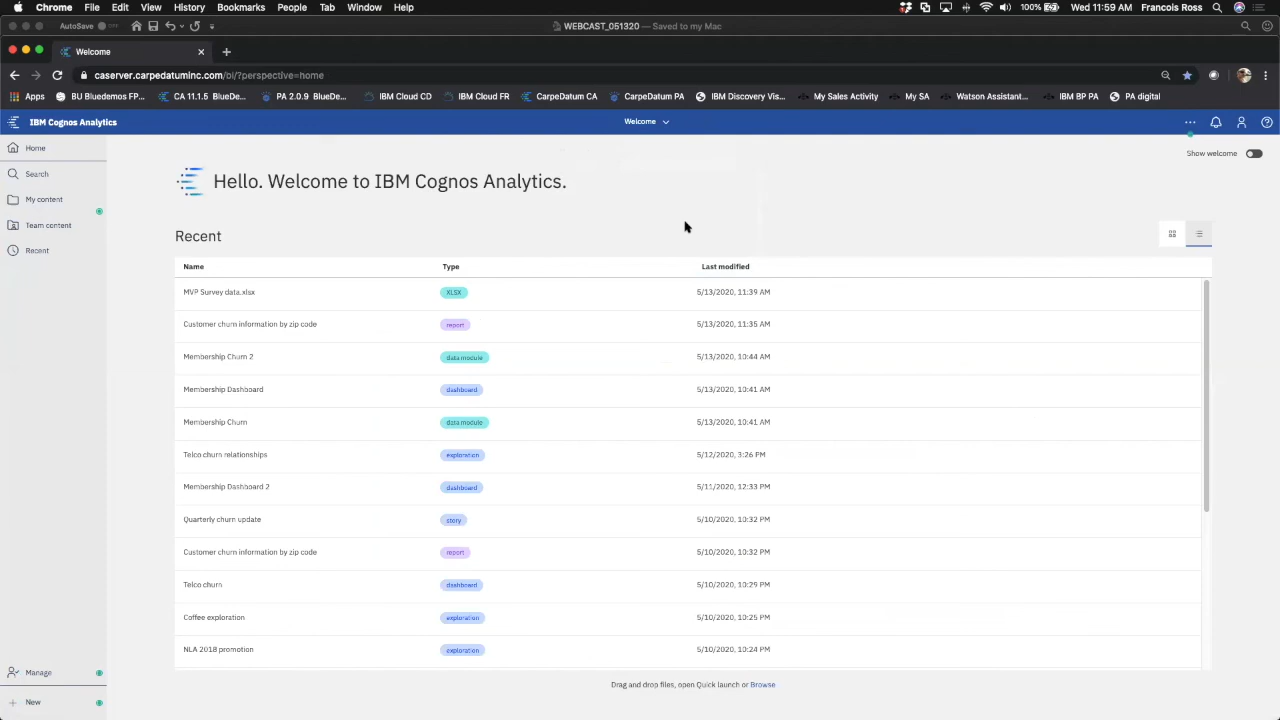 Chrome File Edit View History Bookmarks People Tab Window Help 100% Wed 11:59 AM Francois Ross
AutoSave WEBCAST_051320 — Saved to my Mac
Welcome
caserver.carpedatuminc.com/bi/?perspective=home
Apps BU Bluedemos FP... CA 11.1.5 BlueDe... PA 2.0.9 BlueDe... IBM Cloud CD IBM Cloud FR CarpeDatum CA CarpeDatum PA IBM Discovery Vis... My Sales Activity My SA Watson Assistant... IBM BP PA PA digital
IBM Cognos Analytics Welcome
Home
Show welcome
Search
Hello. Welcome to IBM Cognos Analytics.
My content
Team content
Recent
Recent
Name Type Last modified
MVP Survey data.xlsx XLSX 5/13/2020, 11:39 AM
Customer churn information by zip code report 5/13/2020, 11:35 AM
Membership Churn 2 data module 5/13/2020, 10:44 AM
Membership Dashboard dashboard 5/13/2020, 10:41 AM
Membership Churn data module 5/13/2020, 10:41 AM
Telco churn relationships exploration 5/12/2020, 3:26 PM
Membership Dashboard 2 dashboard 5/11/2020, 12:33 PM
Quarterly churn update story 5/10/2020, 10:32 PM
Customer churn information by zip code report 5/10/2020, 10:32 PM
Telco churn dashboard 5/10/2020, 10:29 PM
Coffee exploration exploration 5/10/2020, 10:25 PM
NLA 2018 promotion exploration 5/10/2020, 10:24 PM
Manage
Drag and drop files, open Quick launch or Browse
New